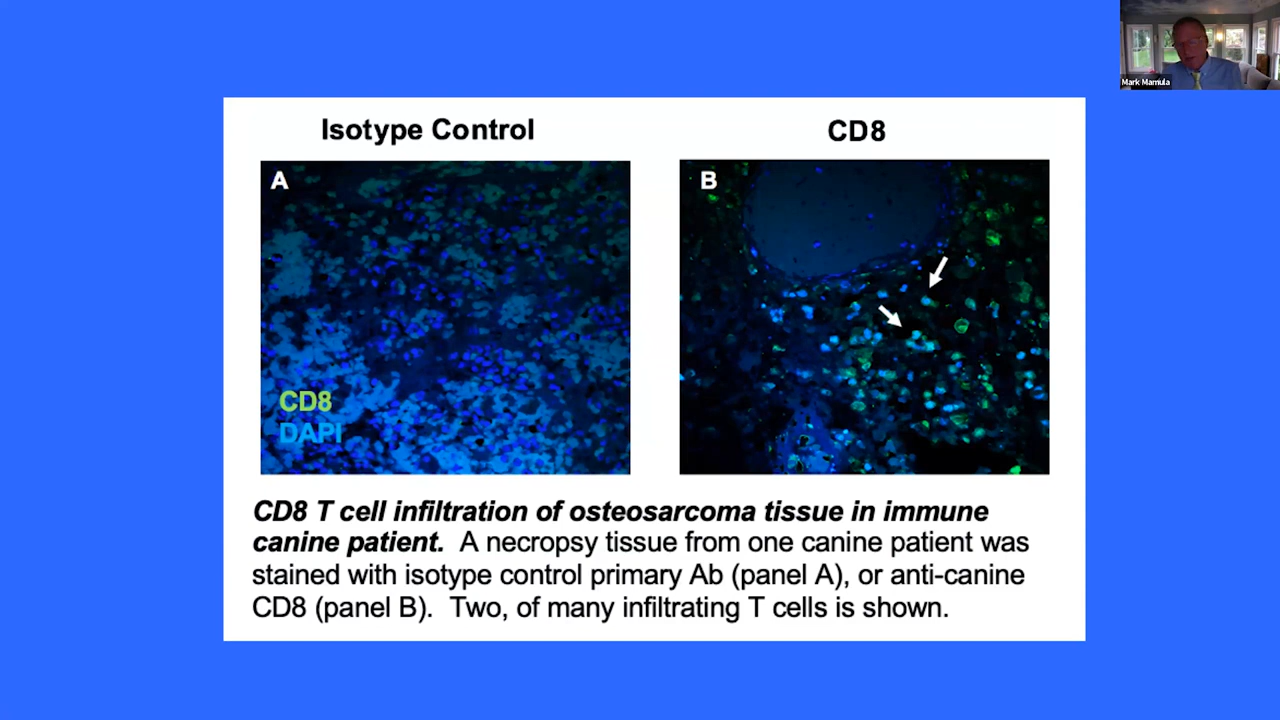 Mark Mamula
Isotype Control
CD8
A
B
CD8
DAPI
CD8 T cell infiltration of osteosarcoma tissue in immune
canine patient. A necropsy tissue from one canine patient was
stained with isotype control primary Ab (panel A), or anti-canine
CD8 (panel B). Two, of many infiltrating T cells is shown.